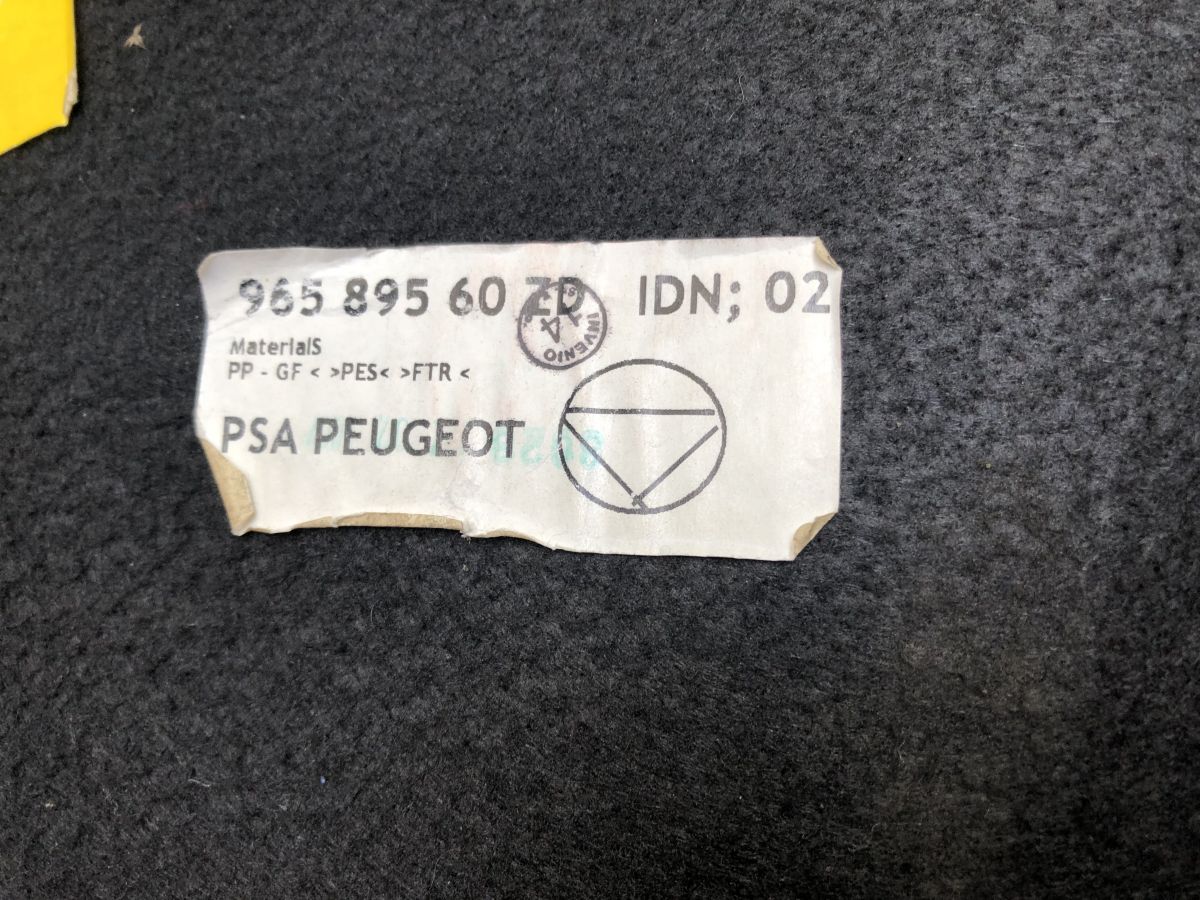 965 895 60 ZD IDN; 02
MaterialS
PP - GF < >PES< >FTR <
PSA PEUGEOT
INVENIO